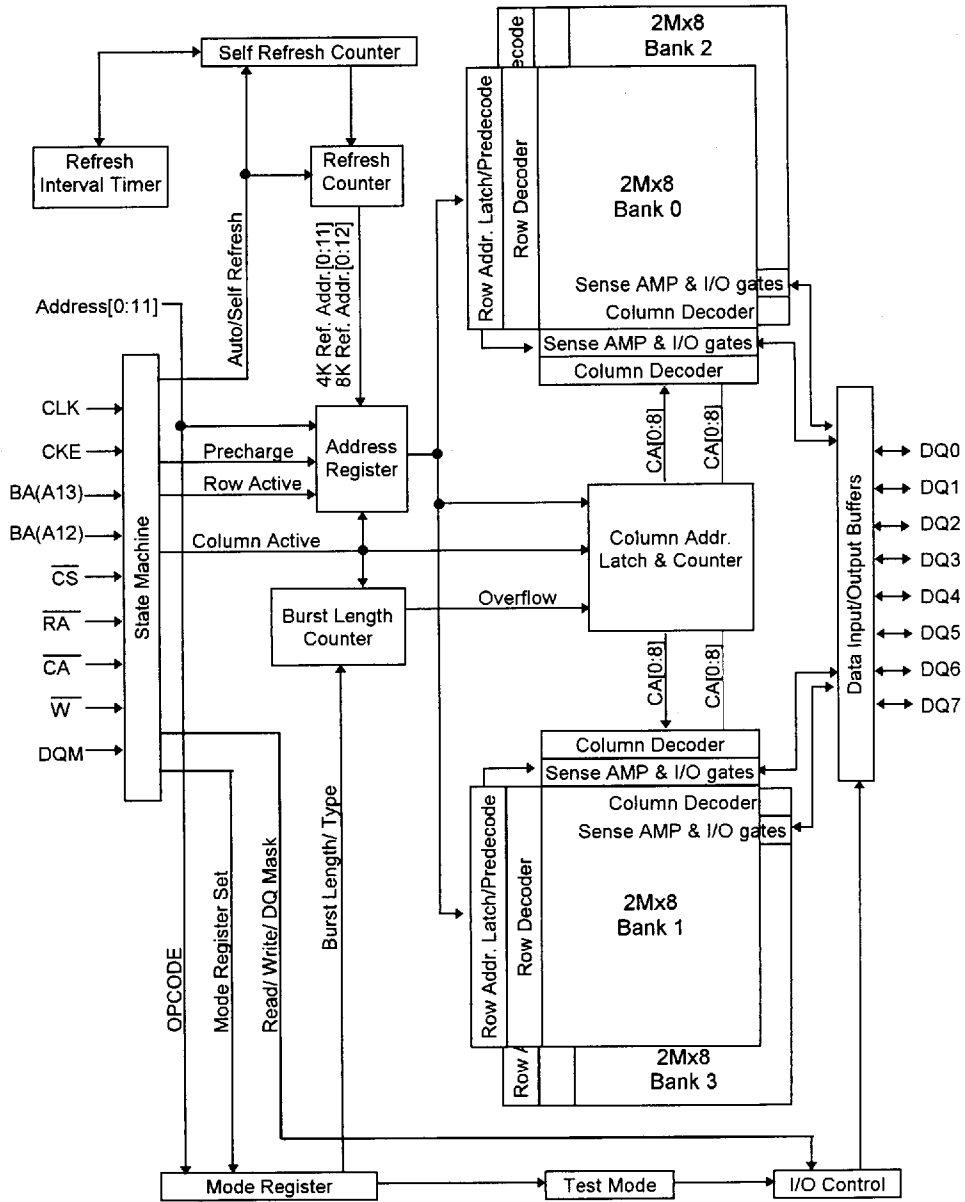 2Mx8
Bank 2
ecode
Self Refresh Counter
Refresh
Interval Timer
Refresh
Counter
Row Addr. Latch/Predecode
Row Decoder
2Mx8
Bank 0
Auto/Self Refresh
4K Ref. Addr.[0:11]
8K Ref. Addr.[0:12]
Sense AMP & I/O gates
Column Decoder
Address[0:11]
Sense AMP & I/O gates
Column Decoder
CLK
CKE
BA(A13)
BA(A12)
CS
RA
CA
W
DQM
State Machine
Precharge
Row Active
Column Active
Address
Register
CA[0:8]
CA[0:8]
Column Addr.
Latch & Counter
Burst Length
Counter
Overflow
CA[0:8]
CA[0:8]
Data Input/Output Buffers
DQ0
DQ1
DQ2
DQ3
DQ4
DQ5
DQ6
DQ7
Column Decoder
Sense AMP & I/O gates
Column Decoder
Sense AMP & I/O gates
Row Addr. Latch/Predecode
Row Decoder
2Mx8
Bank 1
OPCODE
Mode Register Set
Read/ Write/ DQ Mask
Burst Length/ Type
Row A
2Mx8
Bank 3
Mode Register
Test Mode
I/O Control